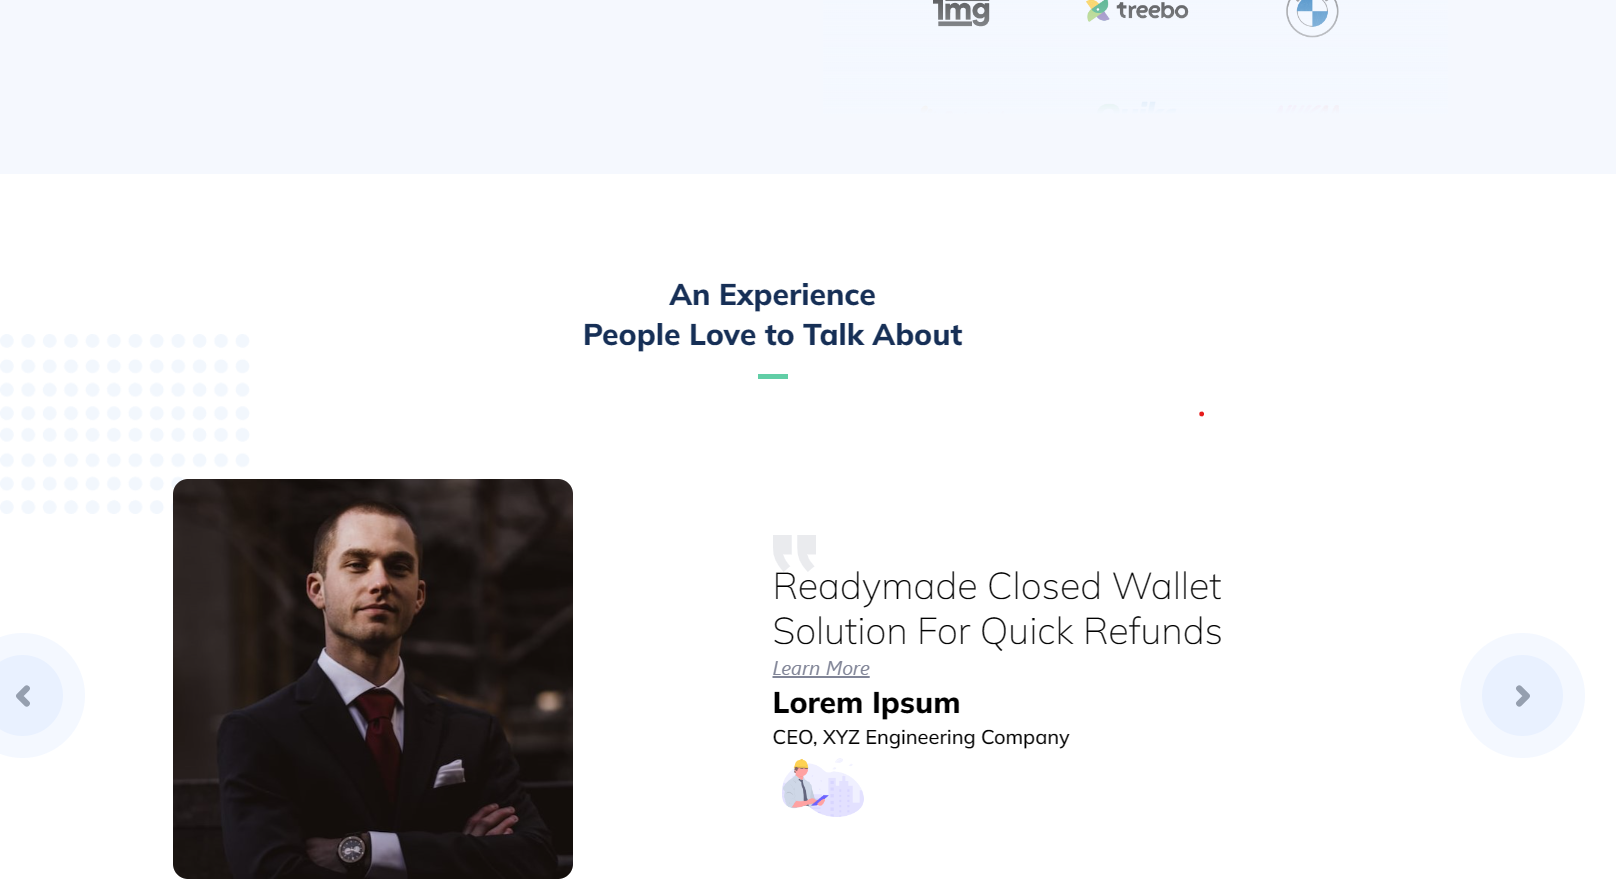 1mg
treebo
An Experience
People Love to Talk About
Readymade Closed Wallet
Solution For Quick Refunds
Learn More
Lorem Ipsum
CEO, XYZ Engineering Company